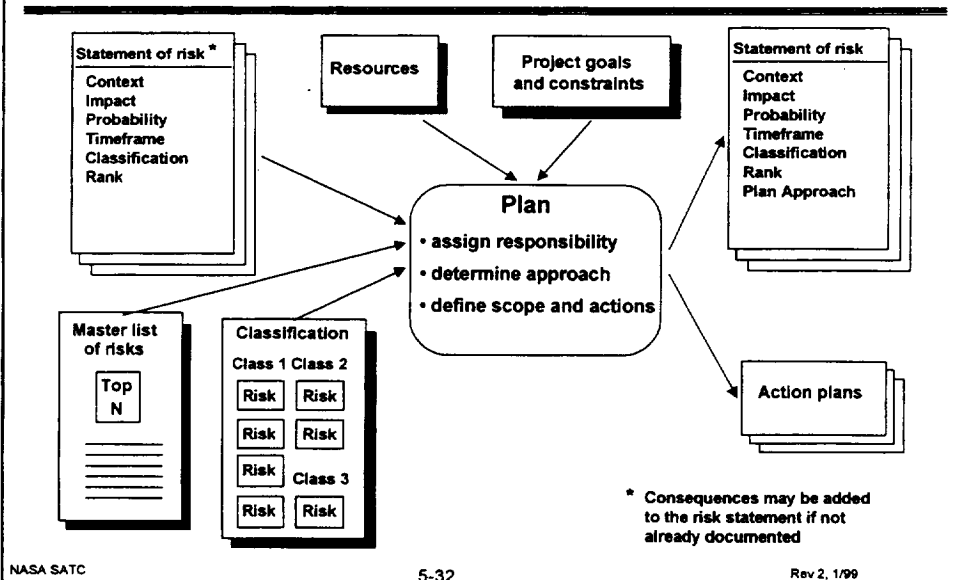 Statement of risk *
Context
Impact
Probability
Timeframe
Classification
Rank
Resources
Project goals
and constraints
Statement of risk
Context
Impact
Probability
Timeframe
Classification
Rank
Plan Approach
Plan
• assign responsibility
• determine approach
• define scope and actions
Master list
of risks
Top
N
Classification
Class 1 Class 2
Risk Risk
Risk Risk
Risk
Class 3
Risk Risk
Action plans
* Consequences may be added
to the risk statement if not
already documented
NASA SATC
5-32
Rev 2, 1/99